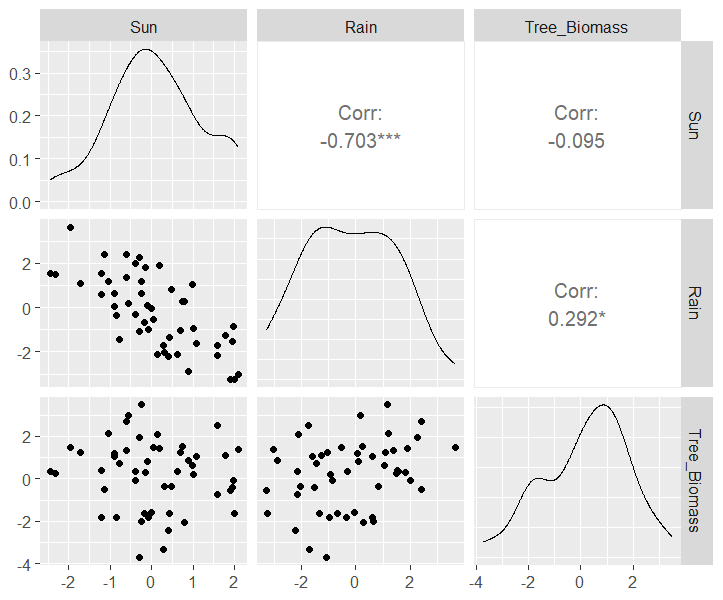 Sun Rain Tree_Biomass
0.3
0.2
0.1
0.0
Corr:
-0.703***
Corr:
-0.095
Sun
2
0
-2
Corr:
0.292*
Rain
2
0
-2
-4
Tree_Biomass
-2 -1 0 1 2
-2 0 2
-4 -2 0 2